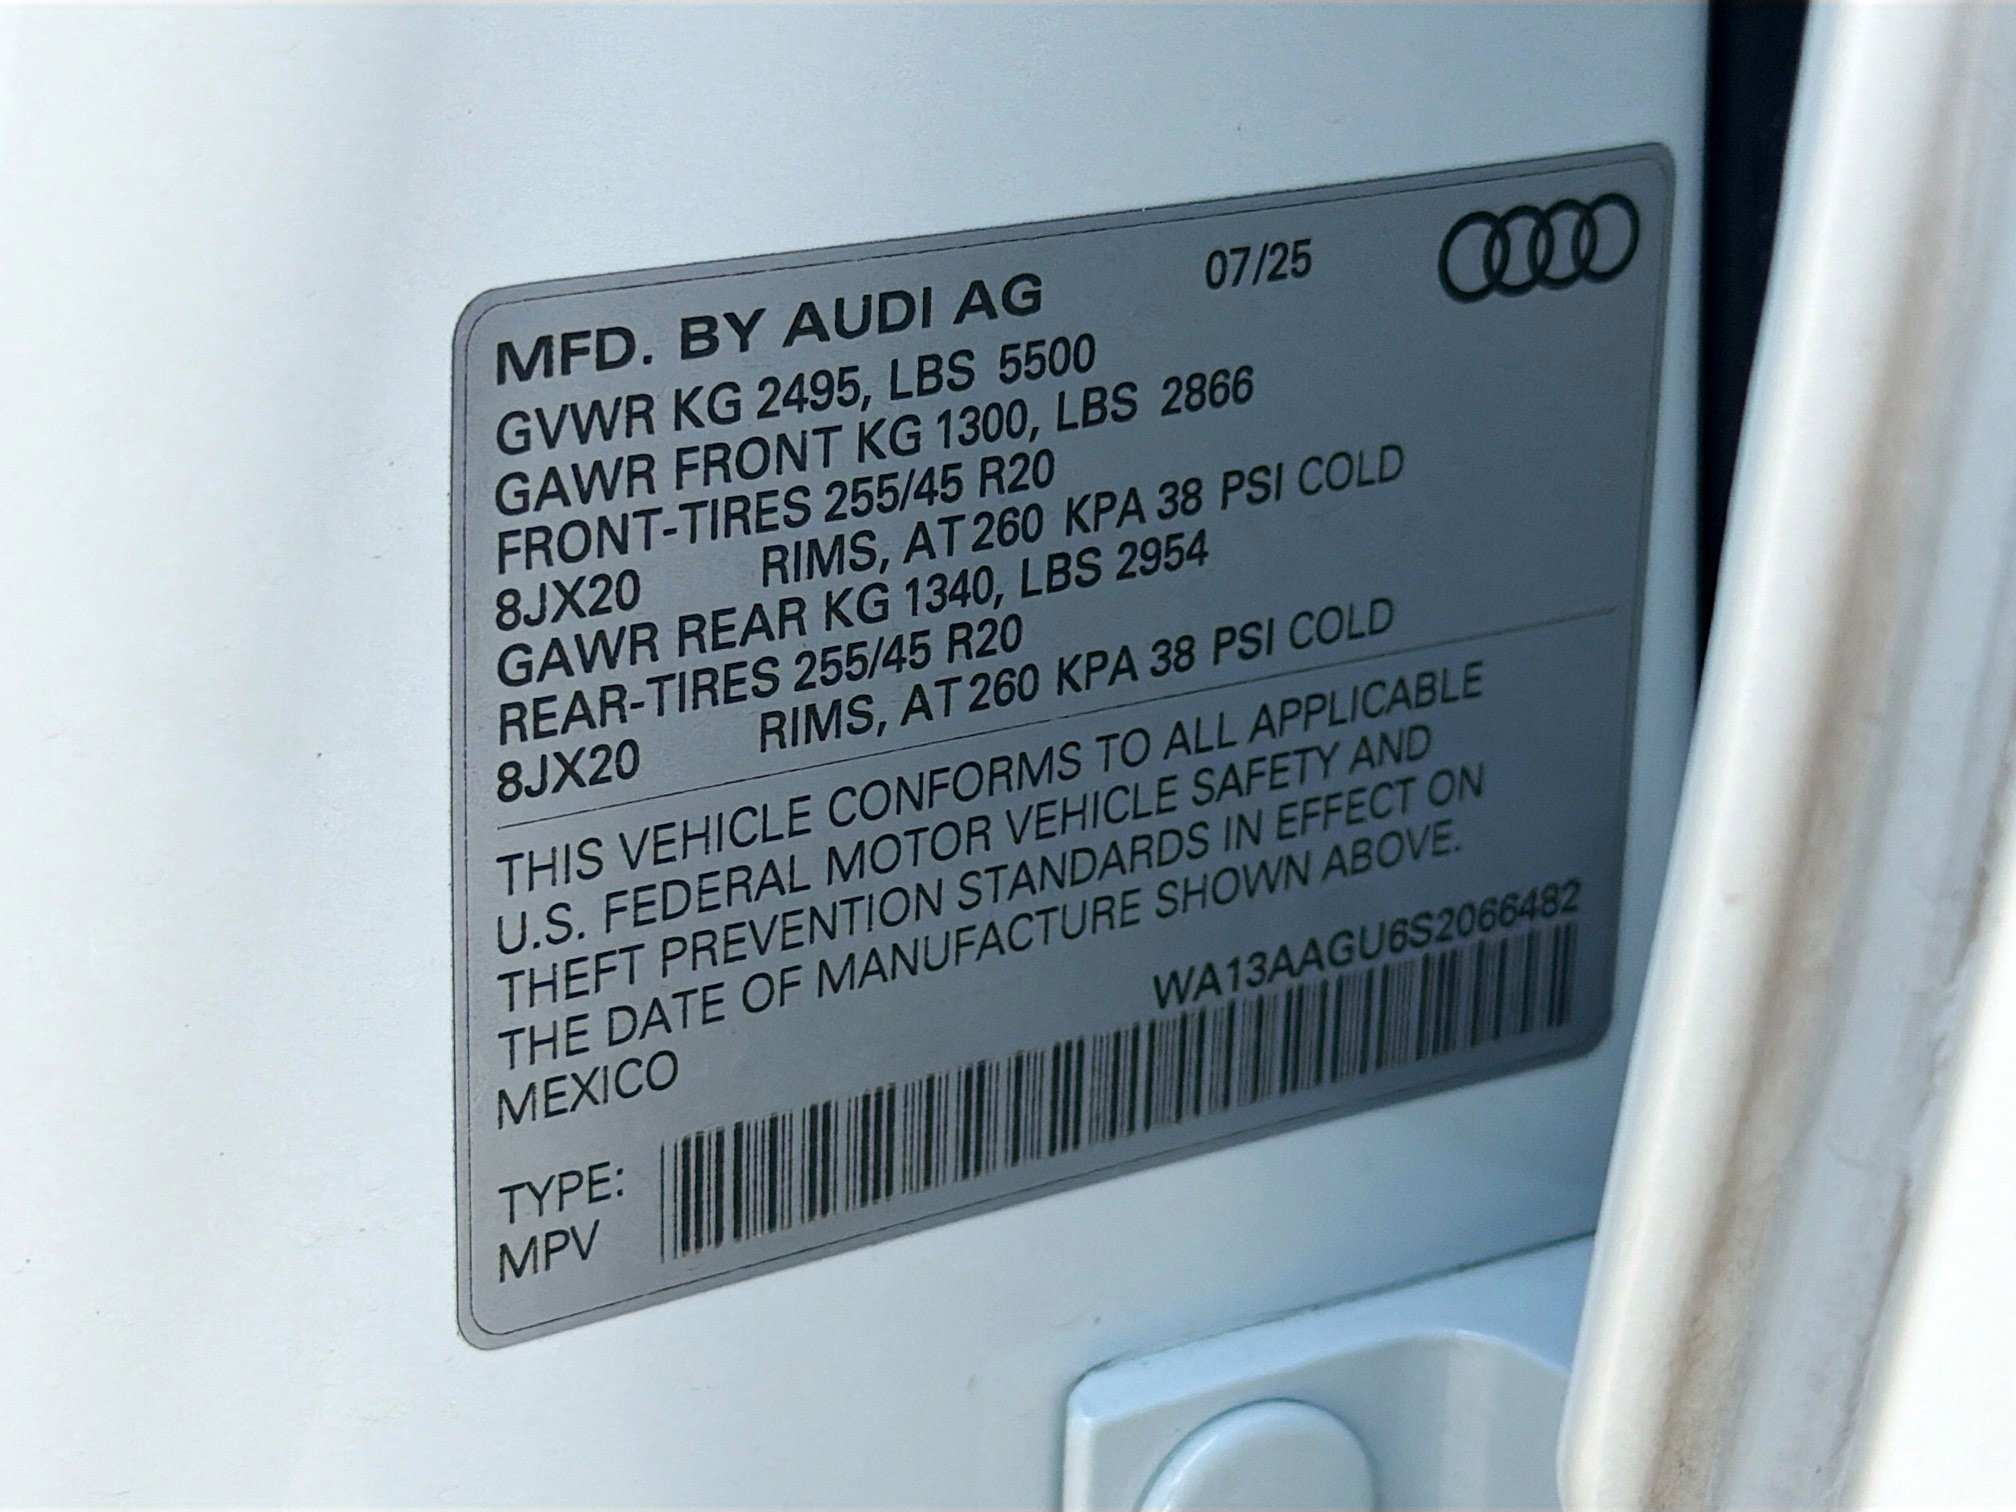 MFD. BY AUDI AG 07/25
GVWR KG 2495, LBS 5500
GAWR FRONT KG 1300, LBS 2866
FRONT-TIRES 255/45 R20
8JX20 RIMS, AT 260 KPA 38 PSI COLD
GAWR REAR KG 1340, LBS 2954
REAR-TIRES 255/45 R20
8JX20 RIMS, AT 260 KPA 38 PSI COLD
THIS VEHICLE CONFORMS TO ALL APPLICABLE
U.S. FEDERAL MOTOR VEHICLE SAFETY AND
THEFT PREVENTION STANDARDS IN EFFECT ON
THE DATE OF MANUFACTURE SHOWN ABOVE.
MEXICO WA13AAGU6S2066482
TYPE:
MPV